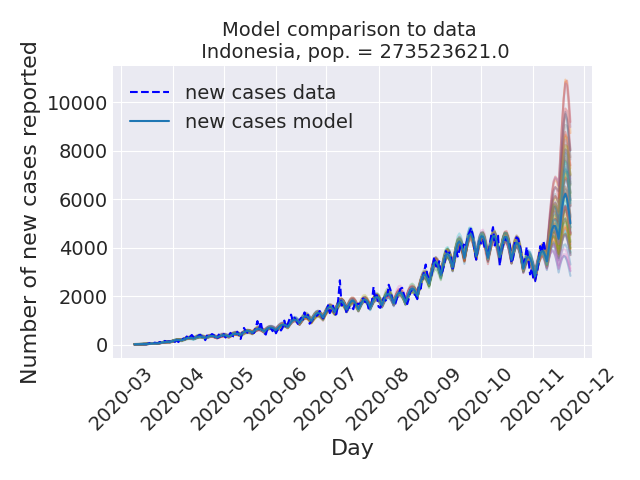 Model comparison to data
Indonesia, pop. = 273523621.0
Number of new cases reported
10000
8000
6000
4000
2000
0
new cases data
new cases model
2020-03
2020-04
2020-05
2020-06
2020-07
2020-08
2020-09
2020-10
2020-11
2020-12
Day